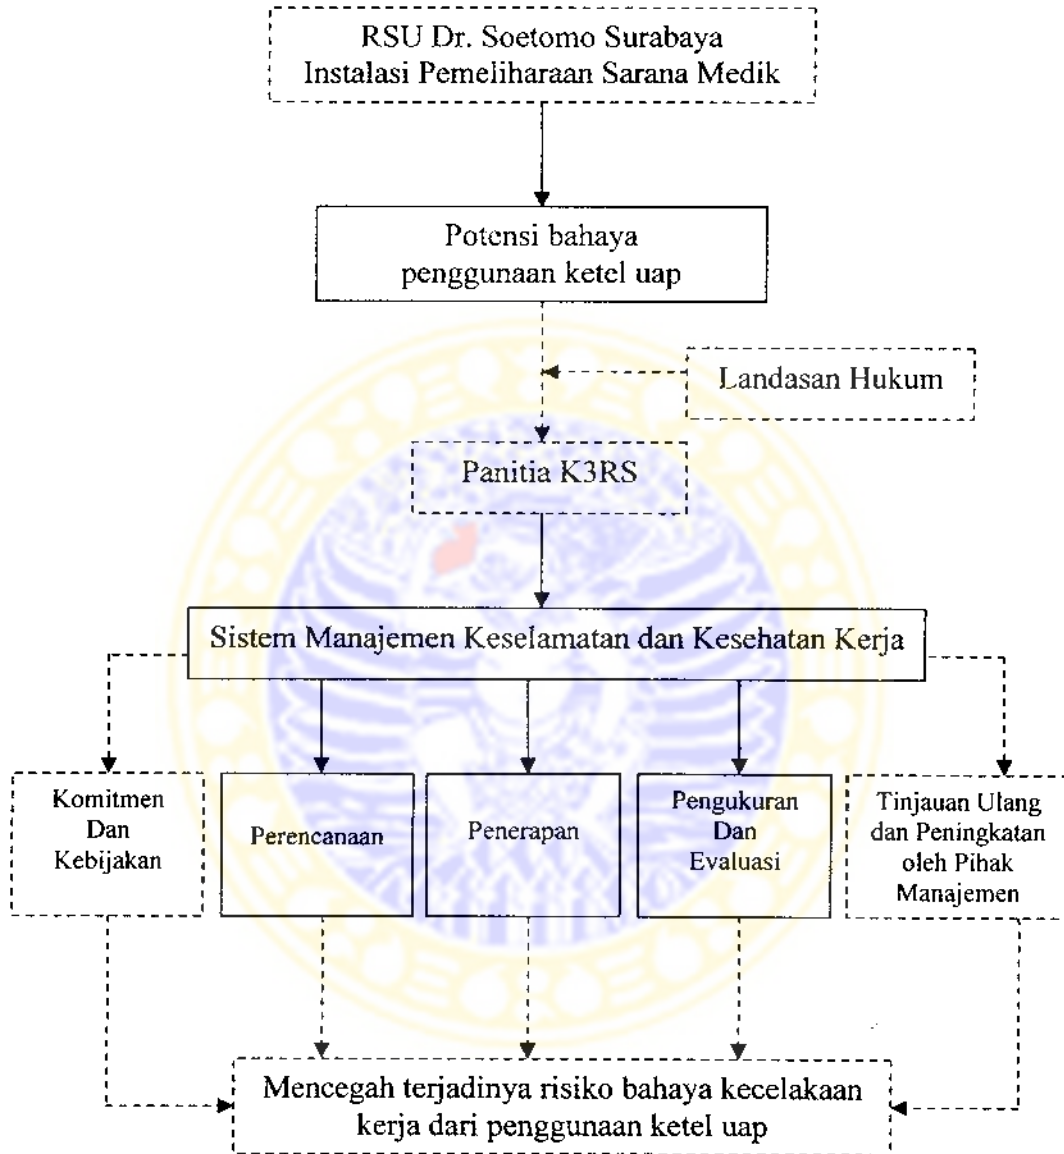 RSU Dr. Soetomo Surabaya
Instalasi Pemeliharaan Sarana Medik
Potensi bahaya
penggunaan ketel uap
Landasan Hukum
Panitia K3RS
Sistem Manajemen Keselamatan dan Kesehatan Kerja
Komitmen
Dan
Kebijakan
Perencanaan
Penerapan
Pengukuran
Dan
Evaluasi
Tinjauan Ulang
dan Peningkatan
oleh Pihak
Manajemen
Mencegah terjadinya risiko bahaya kecelakaan
kerja dari penggunaan ketel uap